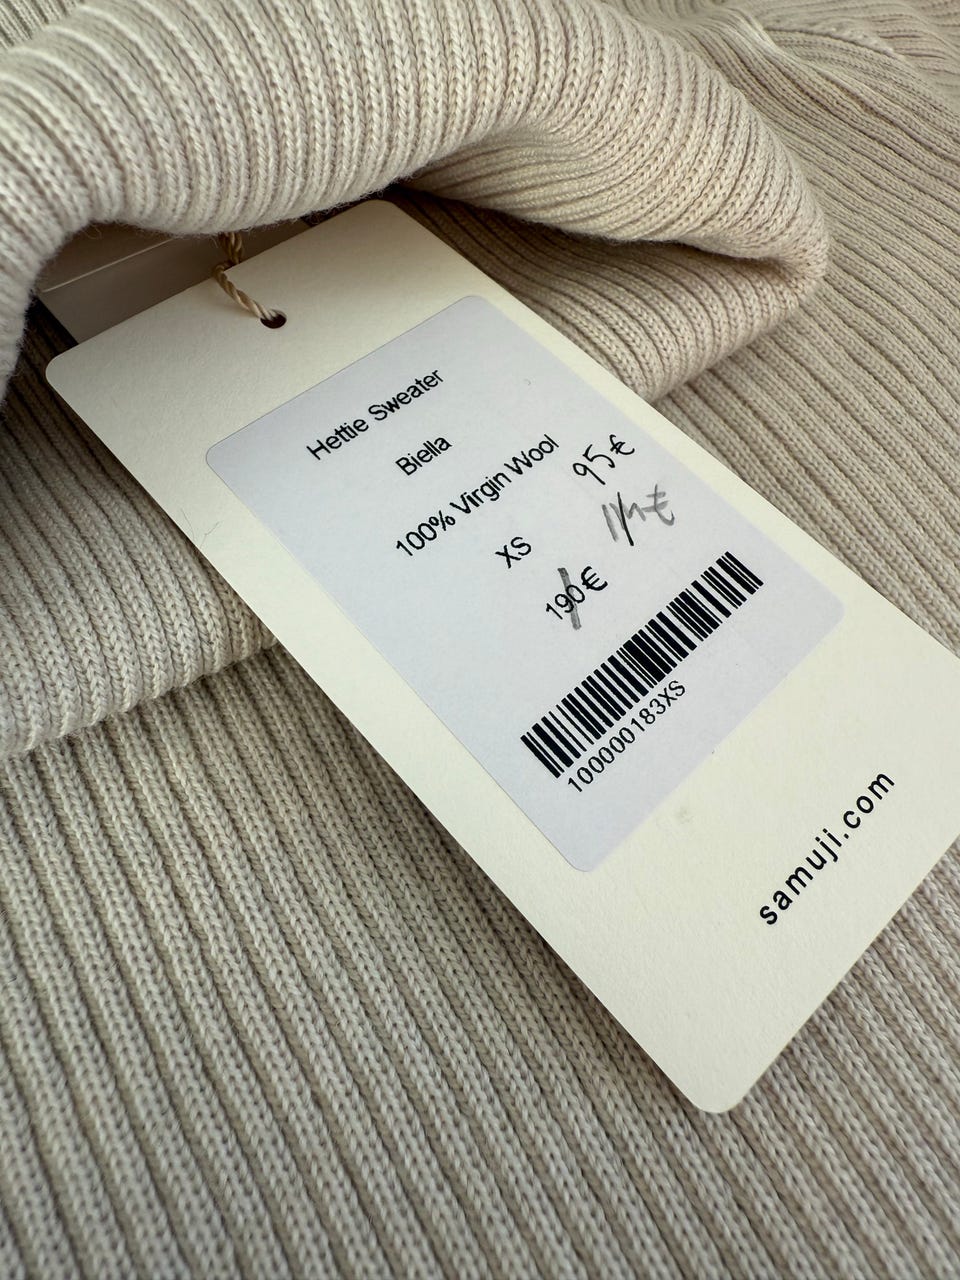 Hettie Sweater
Biella
100% Virgin Wool
95€
XS
190€
100000183XS
samuji.com